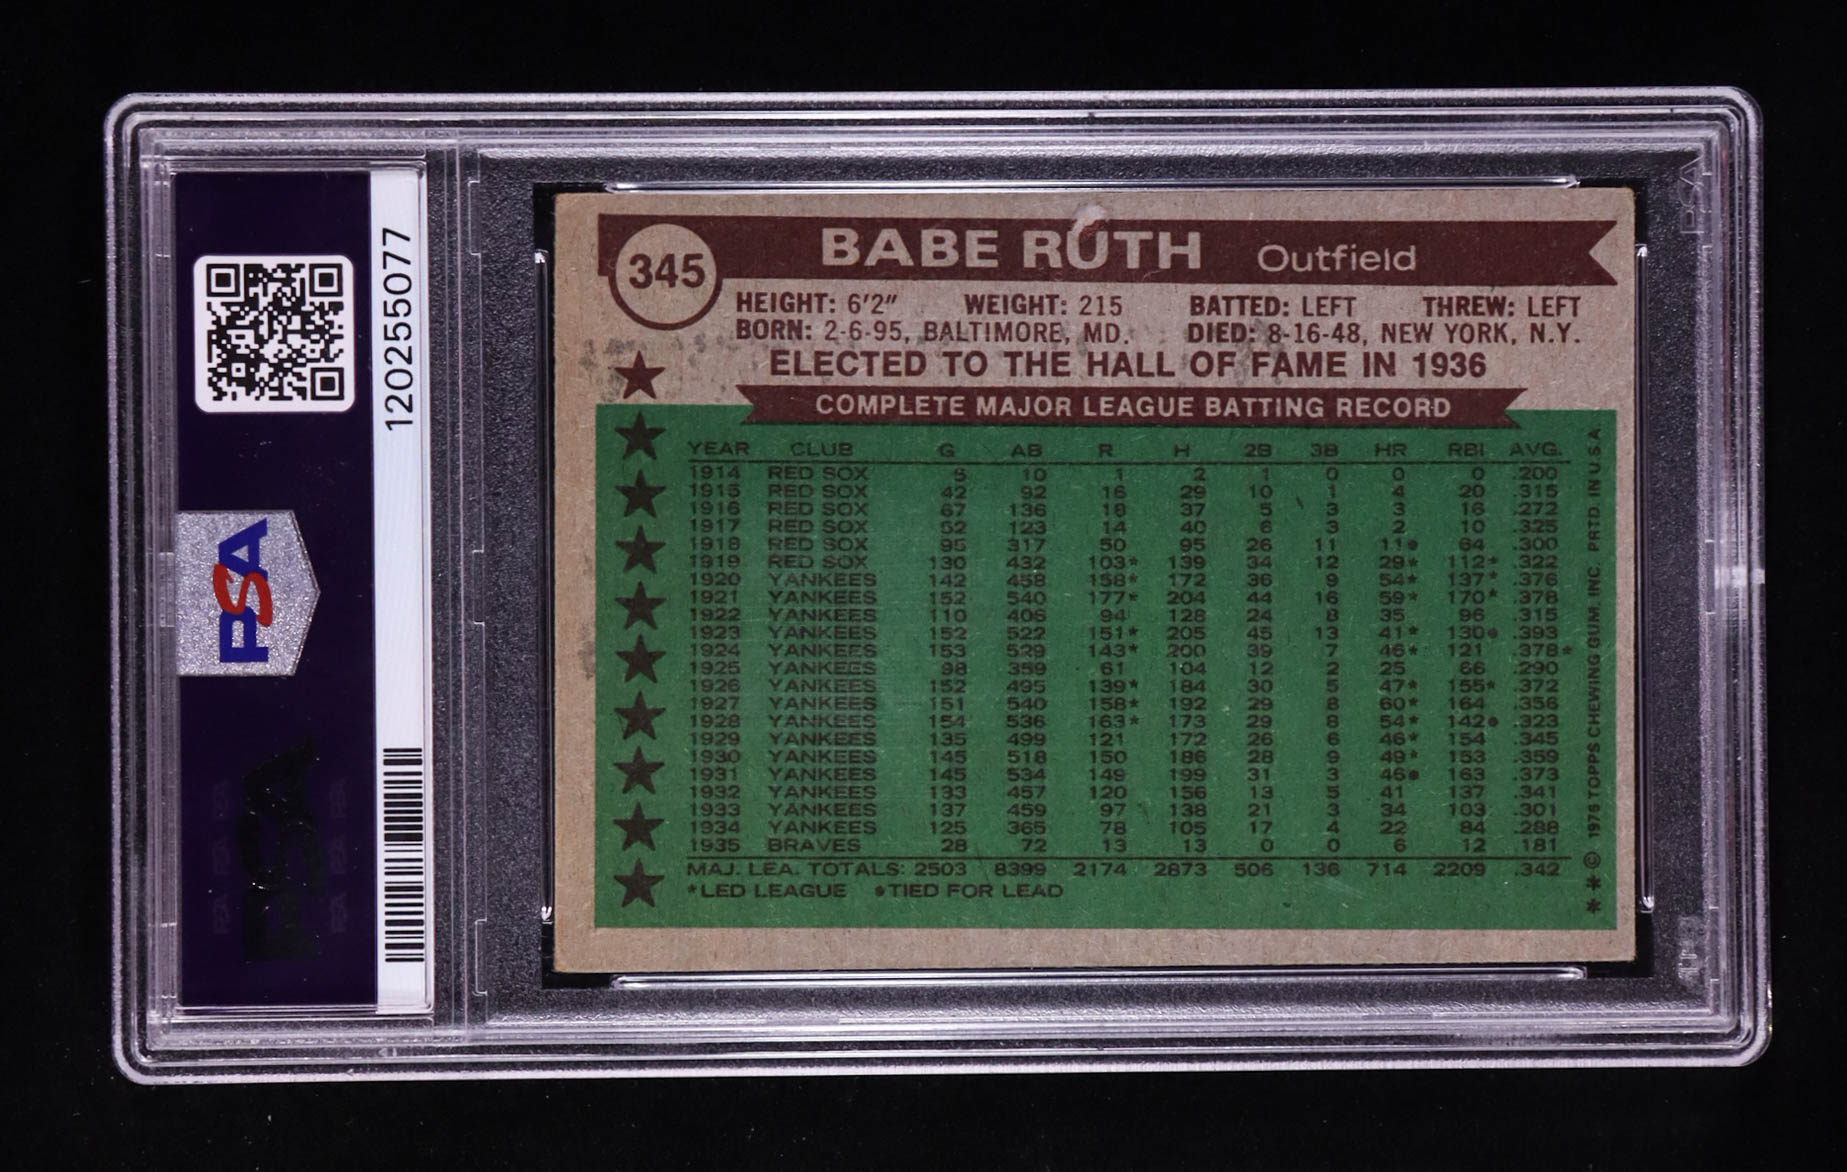 120255077
PSA
345
BABE RUTH Outfield
HEIGHT: 6'2" WEIGHT: 215 BATTED: LEFT THREW: LEFT
BORN: 2-6-95, BALTIMORE, MD. DIED: 8-16-48, NEW YORK, N.Y.
ELECTED TO THE HALL OF FAME IN 1936
COMPLETE MAJOR LEAGUE BATTING RECORD
YEAR CLUB G AB R H 2B 3B HR RBI AVG.
1914 RED SOX 5 10 1 2 1 0 0 0 .200
1915 RED SOX 42 92 16 29 10 1 4 20 .315
1916 RED SOX 67 136 18 37 5 3 3 16 .272
1917 RED SOX 52 123 14 40 6 3 2 10 .325
1918 RED SOX 95 317 50 95 26 11 11• 64 .300
1919 RED SOX 130 432 103* 139 34 12 29* 112* .322
1920 YANKEES 142 458 158* 172 36 9 54* 137* .376
1921 YANKEES 152 540 177* 204 44 16 59* 170* .378
1922 YANKEES 110 406 94 128 24 8 35 96 .315
1923 YANKEES 152 522 151* 205 45 13 41* 130• .393
1924 YANKEES 153 529 143* 200 39 7 46* 121 .378*
1925 YANKEES 98 359 61 104 12 2 25 66 .290
1926 YANKEES 152 495 139* 184 30 5 47* 155* .372
1927 YANKEES 151 540 158* 192 29 8 60* 164 .356
1928 YANKEES 154 536 163* 173 29 8 54* 142• .323
1929 YANKEES 135 499 121 172 26 6 46* 154 .345
1930 YANKEES 145 518 150 186 28 9 49* 153 .359
1931 YANKEES 145 534 149 199 31 3 46• 163 .373
1932 YANKEES 133 457 120 156 13 5 41 137 .341
1933 YANKEES 137 459 97 138 21 3 34 103 .301
1934 YANKEES 125 365 78 105 17 4 22 84 .288
1935 BRAVES 28 72 13 13 0 0 6 12 .181
MAJ. LEA. TOTALS: 2503 8399 2174 2873 506 136 714 2209 .342
*LED LEAGUE •TIED FOR LEAD
** © 1976 TOPPS CHEWING GUM, INC. PRTD. IN U.S.A.
PSA